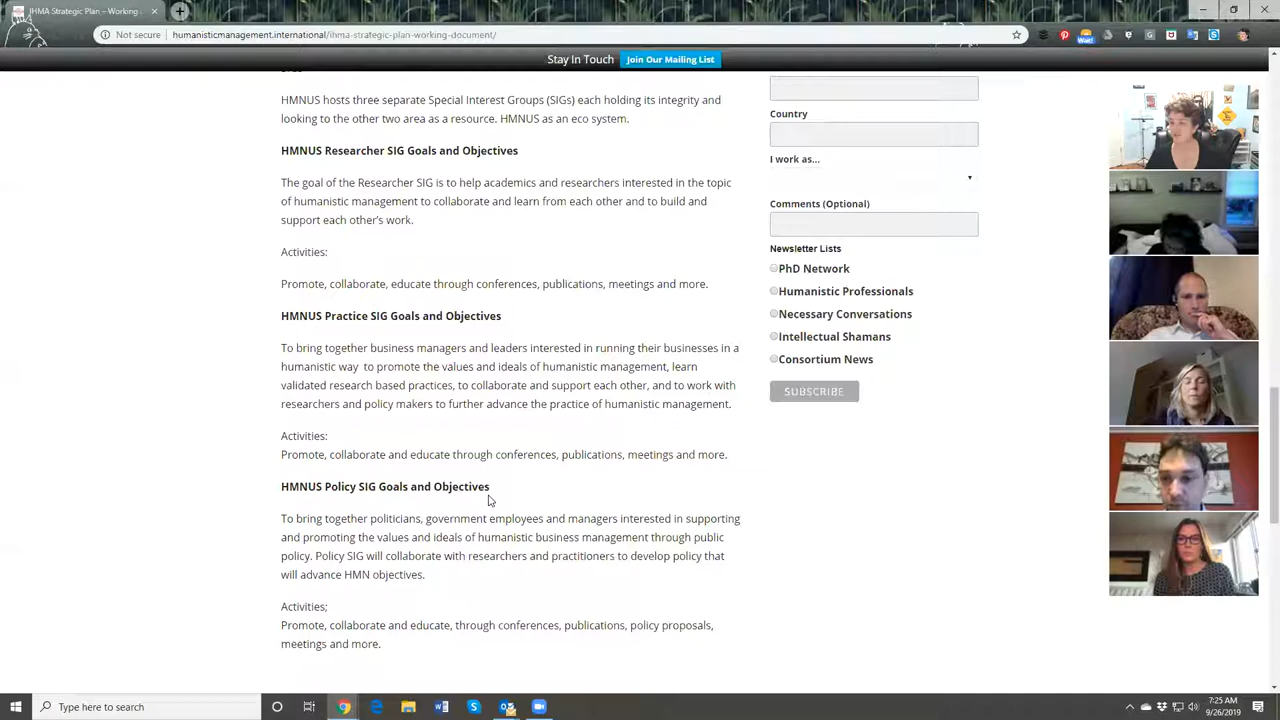 IHMA Strategic Plan – Working
Not secure
humanisticmanagement.international/ihma-strategic-plan-working-document/
Stay In Touch
Join Our Mailing List
HMNUS hosts three separate Special Interest Groups (SIGs) each holding its integrity and
looking to the other two area as a resource. HMNUS as an eco system.
HMNUS Researcher SIG Goals and Objectives
The goal of the Researcher SIG is to help academics and researchers interested in the topic
of humanistic management to collaborate and learn from each other and to build and
support each other's work.
Activities:
Promote, collaborate, educate through conferences, publications, meetings and more.
HMNUS Practice SIG Goals and Objectives
To bring together business managers and leaders interested in running their businesses in a
humanistic way to promote the values and ideals of humanistic management, learn
validated research based practices, to collaborate and support each other, and to work with
researchers and policy makers to further advance the practice of humanistic management.
Activities:
Promote, collaborate and educate through conferences, publications, meetings and more.
HMNUS Policy SIG Goals and Objectives
To bring together politicians, government employees and managers interested in supporting
and promoting the values and ideals of humanistic business management through public
policy. Policy SIG will collaborate with researchers and practitioners to develop policy that
will advance HMN objectives.
Activities;
Promote, collaborate and educate, through conferences, publications, policy proposals,
meetings and more.
Country
I work as...
Comments (Optional)
Newsletter Lists
PhD Network
Humanistic Professionals
Necessary Conversations
Intellectual Shamans
Consortium News
SUBSCRIBE
Type here to search
7:25 AM
9/26/2019